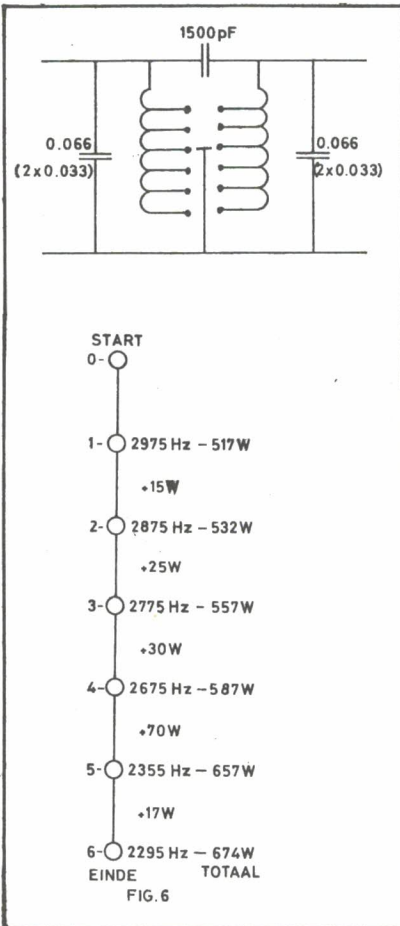 1500pF
0.066
(2x0.033)
0.066
(2x0.033)
START
0-
1- 2975 Hz - 517W
+15W
2- 2875 Hz - 532W
+25W
3- 2775 Hz - 557W
+30W
4- 2675 Hz -587W
+70W
5- 2355 Hz - 657W
+17W
6- 2295 Hz - 674W
EINDE TOTAAL
FIG.6